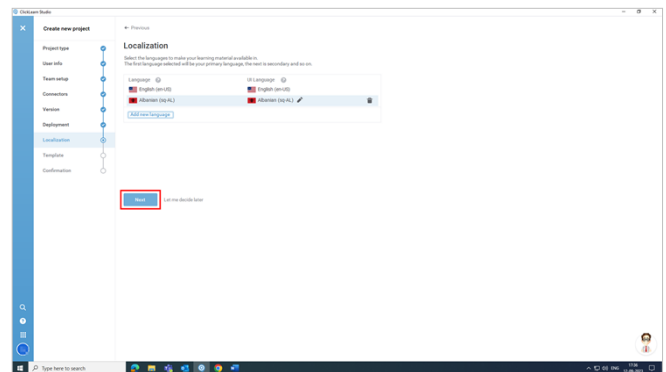 ClickLearn Studio
Create new project
Project type
User info
Team setup
Connectors
Version
Deployment
Localization
Template
Confirmation
← Previous
Localization
Select the languages to make your learning material available in.
The first language selected will be your primary language, the next is secondary and so on.
Language UI Language
English (en-US) English (en-US)
Albanian (sq-AL) Albanian (sq-AL)
Add new language
Next Let me decide later
Type here to search
ENG
17:56